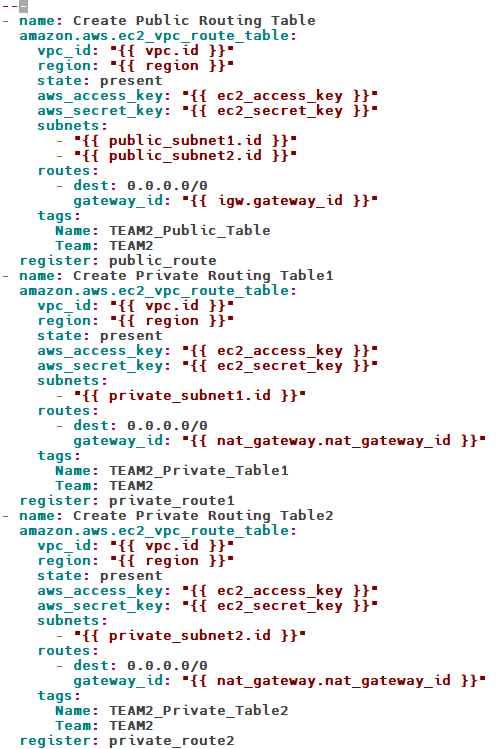 ---
- name: Create Public Routing Table
  amazon.aws.ec2_vpc_route_table:
    vpc_id: "{{ vpc.id }}"
    region: "{{ region }}"
    state: present
    aws_access_key: "{{ ec2_access_key }}"
    aws_secret_key: "{{ ec2_secret_key }}"
    subnets:
      - "{{ public_subnet1.id }}"
      - "{{ public_subnet2.id }}"
    routes:
      - dest: 0.0.0.0/0
        gateway_id: "{{ igw.gateway_id }}"
    tags:
      Name: TEAM2_Public_Table
      Team: TEAM2
  register: public_route
- name: Create Private Routing Table1
  amazon.aws.ec2_vpc_route_table:
    vpc_id: "{{ vpc.id }}"
    region: "{{ region }}"
    state: present
    aws_access_key: "{{ ec2_access_key }}"
    aws_secret_key: "{{ ec2_secret_key }}"
    subnets:
      - "{{ private_subnet1.id }}"
    routes:
      - dest: 0.0.0.0/0
        gateway_id: "{{ nat_gateway.nat_gateway_id }}"
    tags:
      Name: TEAM2_Private_Table1
      Team: TEAM2
  register: private_route1
- name: Create Private Routing Table2
  amazon.aws.ec2_vpc_route_table:
    vpc_id: "{{ vpc.id }}"
    region: "{{ region }}"
    state: present
    aws_access_key: "{{ ec2_access_key }}"
    aws_secret_key: "{{ ec2_secret_key }}"
    subnets:
      - "{{ private_subnet2.id }}"
    routes:
      - dest: 0.0.0.0/0
        gateway_id: "{{ nat_gateway.nat_gateway_id }}"
    tags:
      Name: TEAM2_Private_Table2
      Team: TEAM2
  register: private_route2